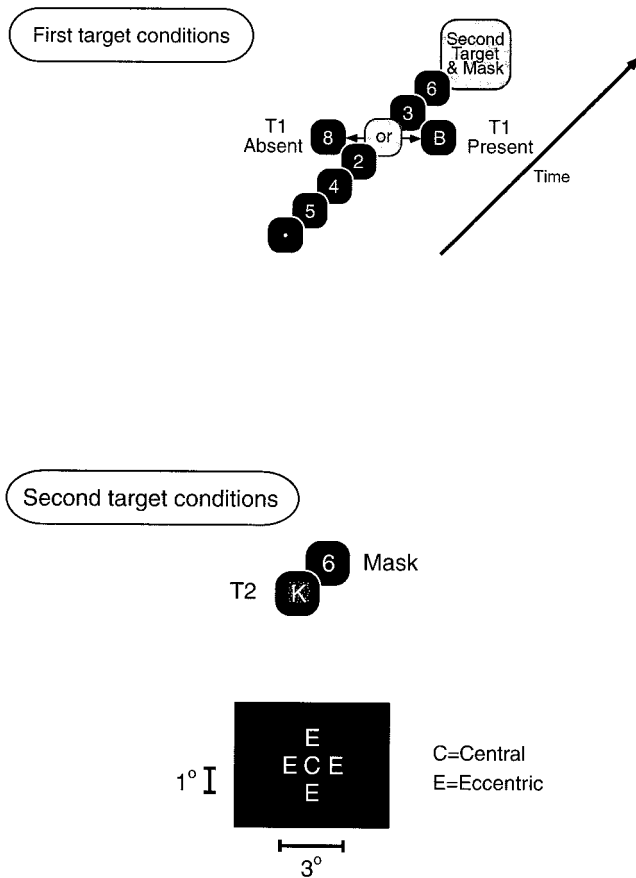 First target conditions
Second
Target
& Mask
6
3
T1
Absent
8
or
B
T1
Present
2
Time
4
5
Second target conditions
6
Mask
T2
K
E
E C E
E
1°
C=Central
E=Eccentric
3°